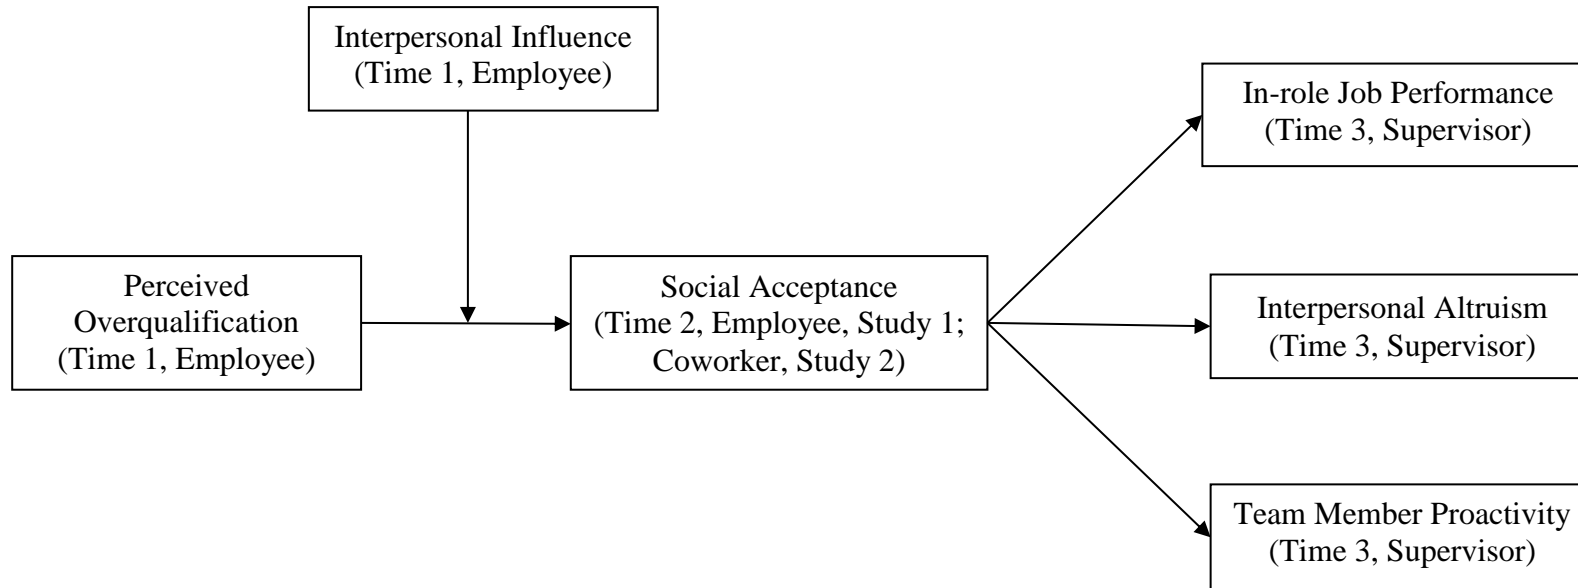 Interpersonal Influence
(Time 1, Employee)
In-role Job Performance
(Time 3, Supervisor)
Perceived
Overqualification
(Time 1, Employee)
Social Acceptance
(Time 2, Employee, Study 1;
Coworker, Study 2)
Interpersonal Altruism
(Time 3, Supervisor)
Team Member Proactivity
(Time 3, Supervisor)